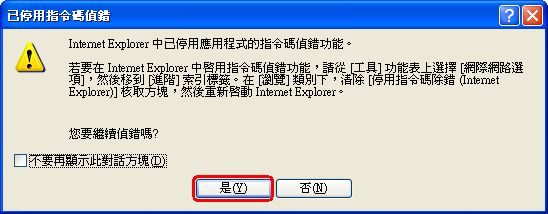 已停用指令碼偵錯
Internet Explorer 中已停用應用程式的指令碼偵錯功能。
若要在 Internet Explorer 中啟用指令碼偵錯功能，請從 [工具] 功能表上選擇 [網際網路選
項]，然後移到 [進階] 索引標籤。在 [瀏覽] 類別下，清除 [停用指令碼除錯 (Internet
Explorer)] 核取方塊，然後重新啟動 Internet Explorer。
您要繼續偵錯嗎?
不要再顯示此對話方塊(D)
是(Y)
否(N)